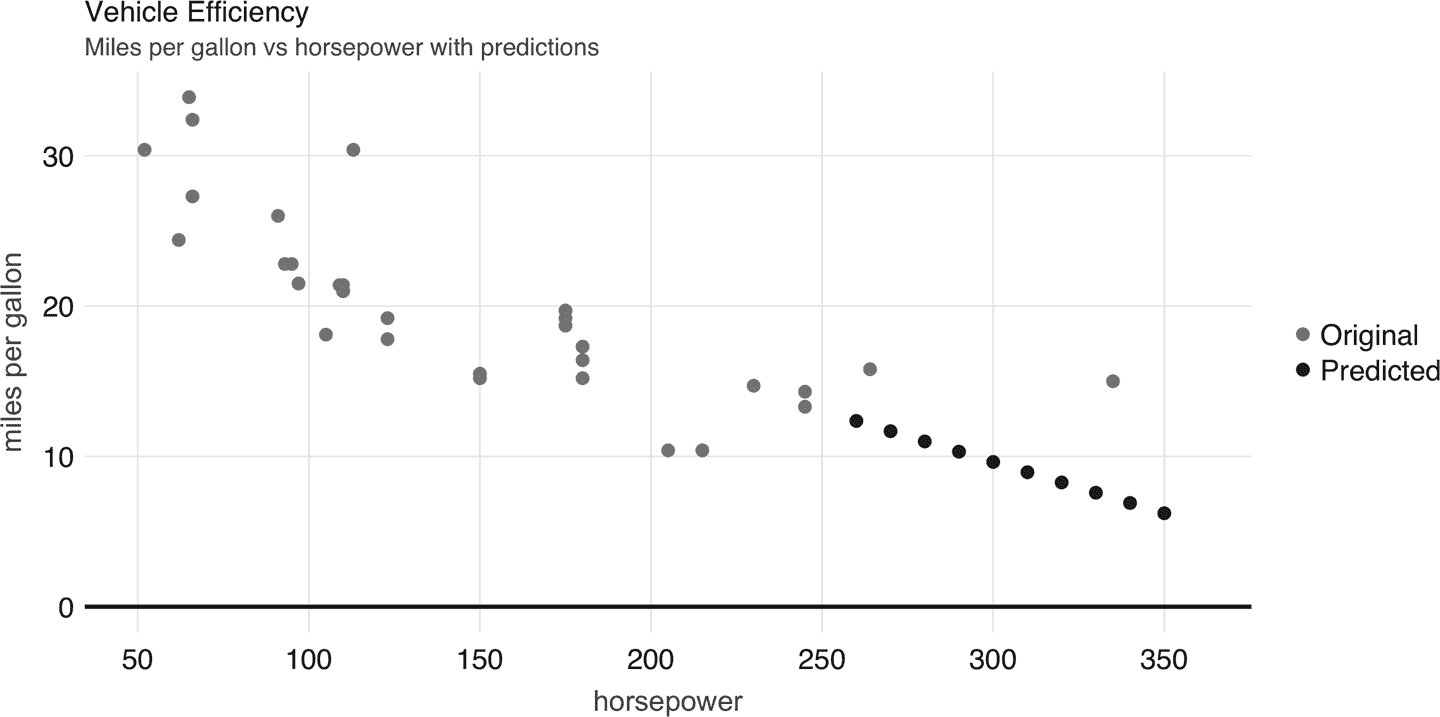 Vehicle Efficiency
Miles per gallon vs horsepower with predictions
miles per gallon
30
20
10
0
50 100 150 200 250 300 350
horsepower
Original
Predicted